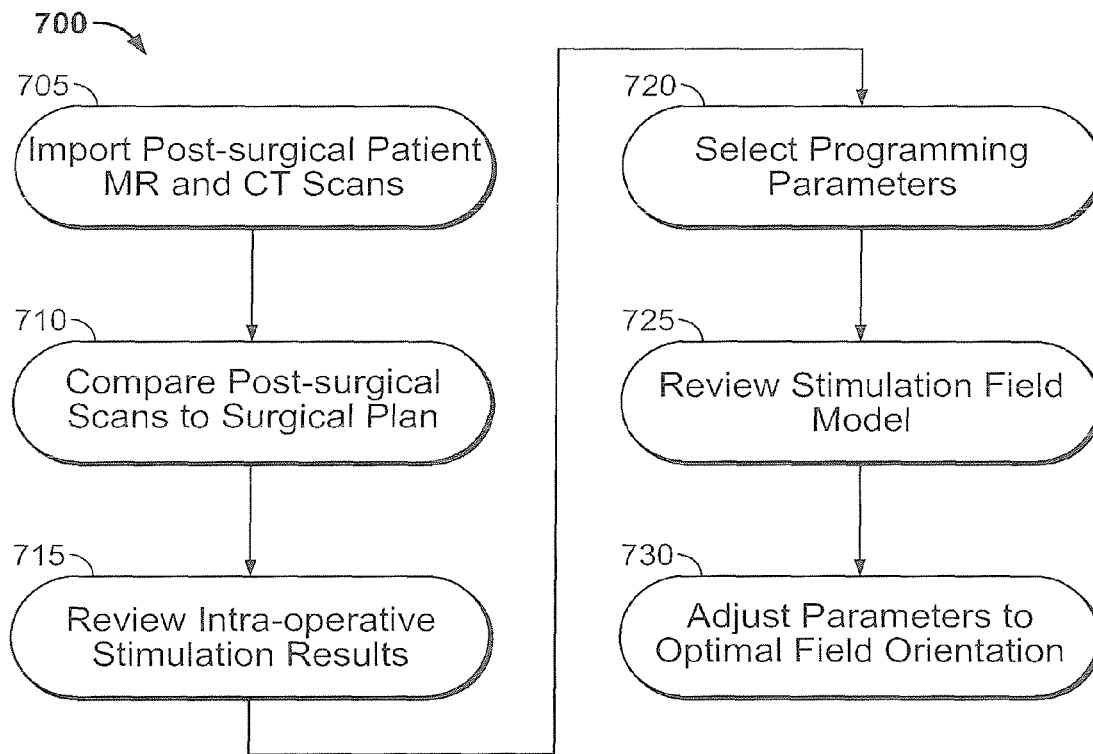 700
705
Import Post-surgical Patient
MR and CT Scans
710
Compare Post-surgical
Scans to Surgical Plan
715
Review Intra-operative
Stimulation Results
720
Select Programming
Parameters
725
Review Stimulation Field
Model
730
Adjust Parameters to
Optimal Field Orientation